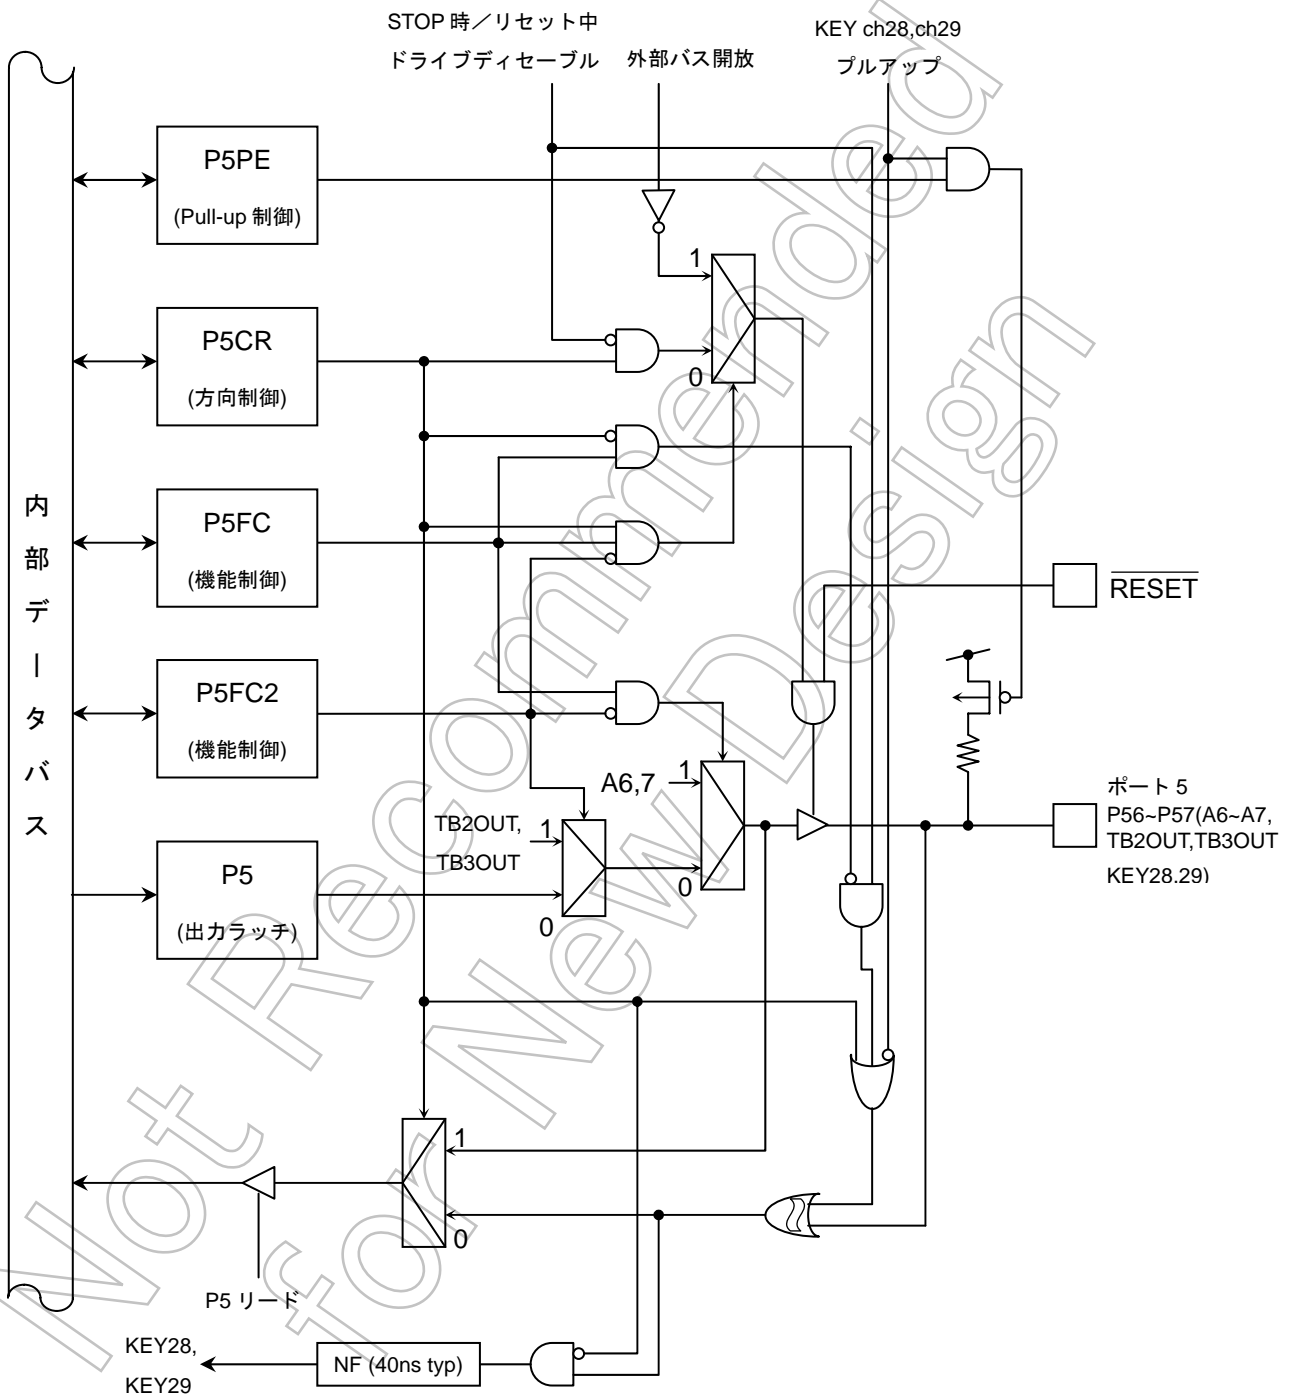 STOP 時／リセット中
ドライブディセーブル
外部バス開放
KEY ch28,ch29
プルアップ
P5PE
(Pull-up 制御)
1
P5CR
(方向制御)
0
内部データバス
P5FC
(機能制御)
RESET
P5FC2
(機能制御)
A6,7
1
ポート 5
P56~P57(A6~A7,
TB2OUT,TB3OUT
KEY28.29)
TB2OUT,
TB3OUT
1
0
P5
(出力ラッチ)
0
1
0
P5 リード
KEY28,
KEY29
NF (40ns typ)
Not Recommended
for New Design